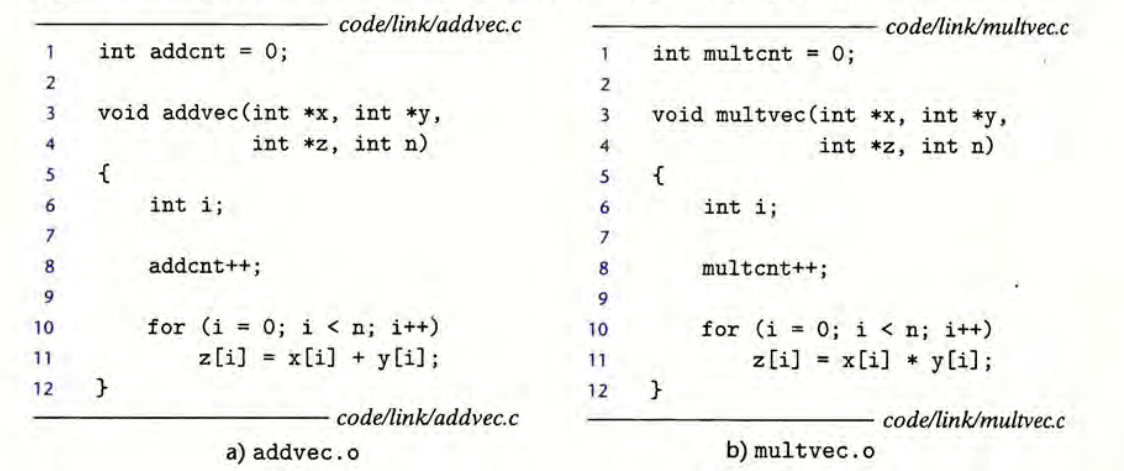 code/link/addvec.c
1 int addcnt = 0;
2
3 void addvec(int *x, int *y,
4 int *z, int n)
5 {
6 int i;
7
8 addcnt++;
9
10 for (i = 0; i < n; i++)
11 z[i] = x[i] + y[i];
12 }
code/link/addvec.c
a) addvec.o
code/link/multvec.c
1 int multcnt = 0;
2
3 void multvec(int *x, int *y,
4 int *z, int n)
5 {
6 int i;
7
8 multcnt++;
9
10 for (i = 0; i < n; i++)
11 z[i] = x[i] * y[i];
12 }
code/link/multvec.c
b) multvec.o